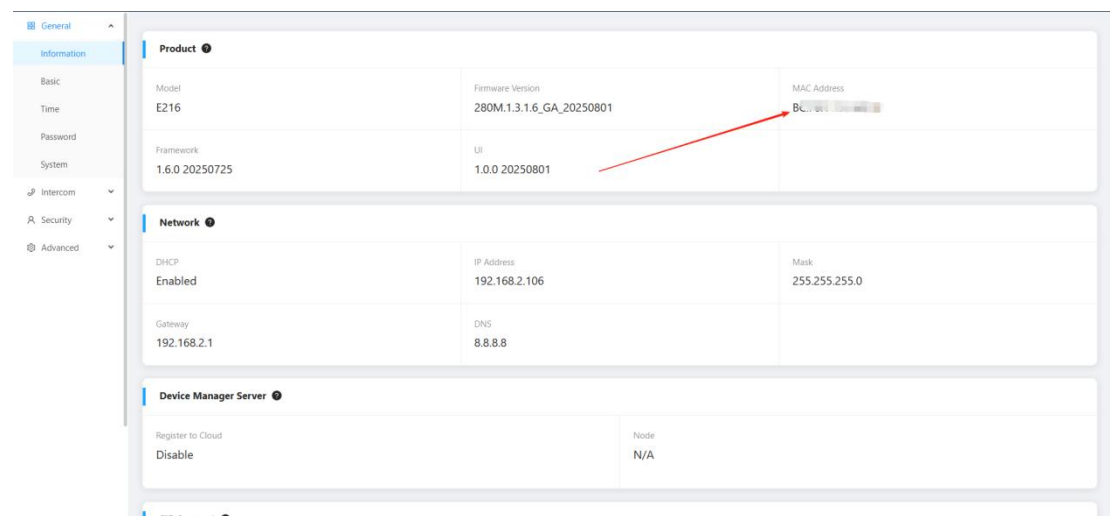 General
Information
Basic
Time
Password
System
Intercom
Security
Advanced
Product
Model
E216
Firmware Version
280M.1.3.1.6_GA_20250801
MAC Address
Framework
1.6.0 20250725
UI
1.0.0 20250801
Network
DHCP
Enabled
IP Address
192.168.2.106
Mask
255.255.255.0
Gateway
192.168.2.1
DNS
8.8.8.8
Device Manager Server
Register to Cloud
Disable
Node
N/A